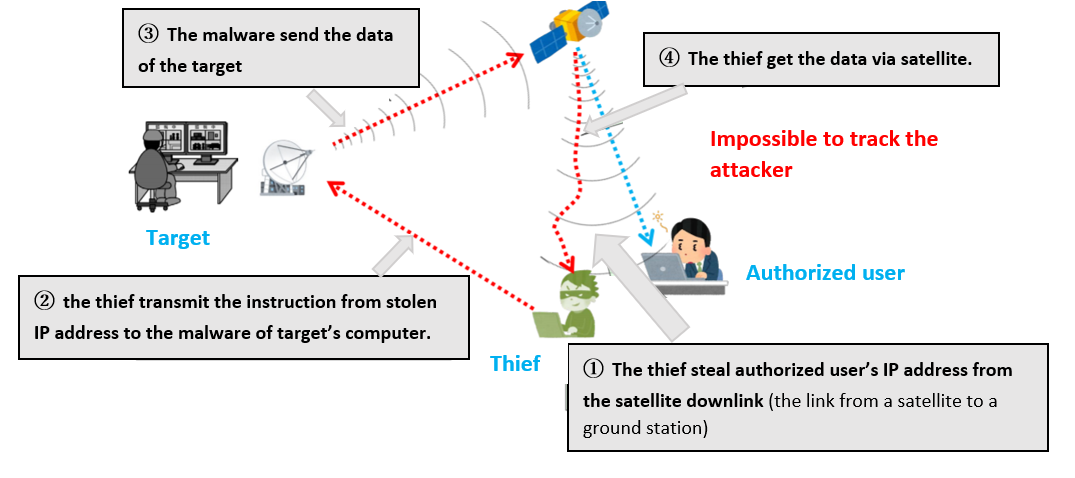 ③ The malware send the data
of the target
④ The thief get the data via satellite.
Impossible to track the
attacker
Target
Authorized user
② the thief transmit the instruction from stolen
IP address to the malware of target's computer.
Thief
① The thief steal authorized user's IP address from
the satellite downlink (the link from a satellite to a
ground station)